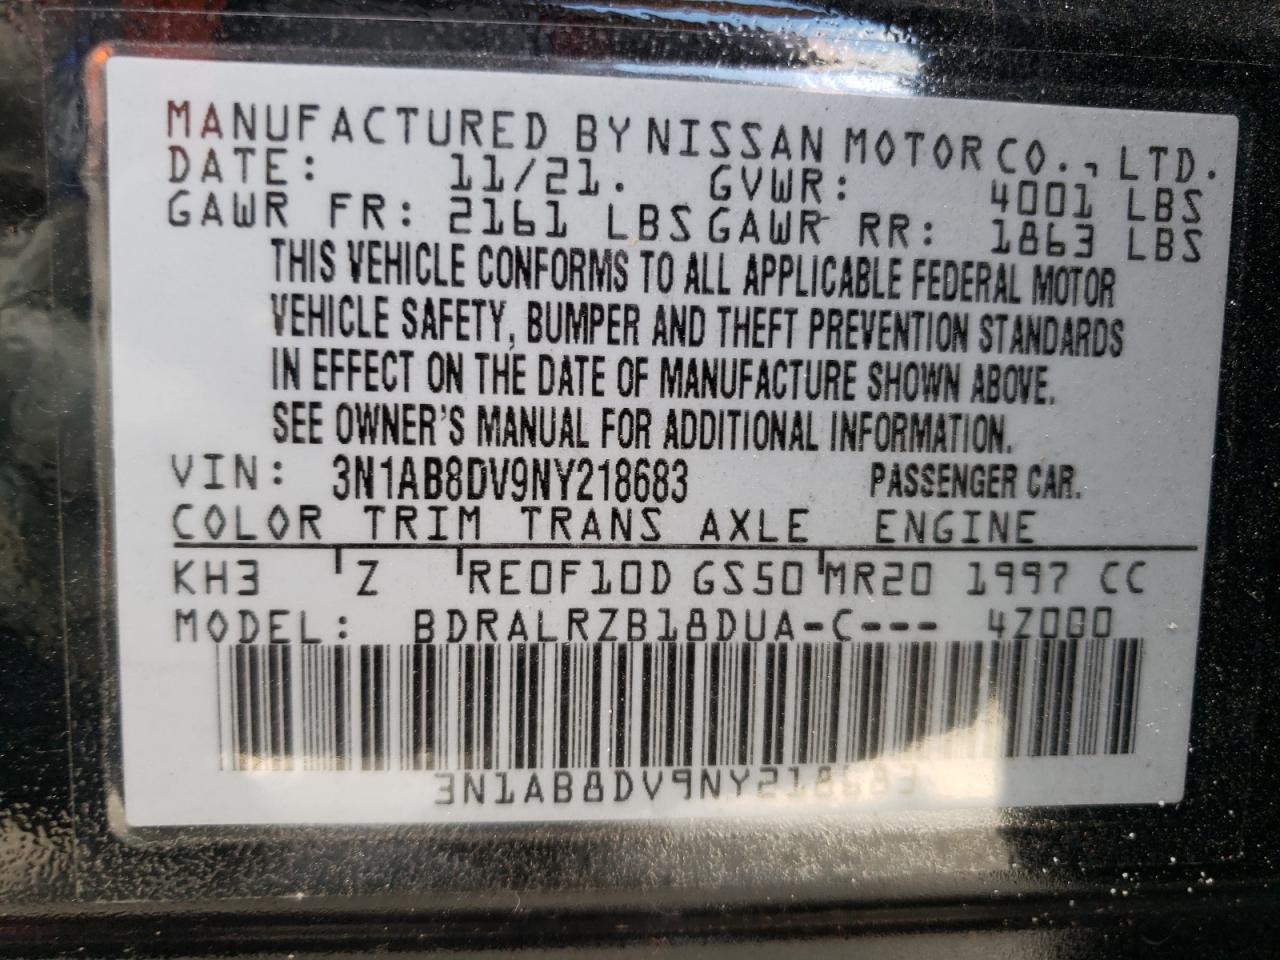 MANUFACTURED BY NISSAN MOTOR CO., LTD.
DATE: 11/21. GVWR: 4001 LBS
GAWR FR: 2161 LBS GAWR RR: 1863 LBS
THIS VEHICLE CONFORMS TO ALL APPLICABLE FEDERAL MOTOR
VEHICLE SAFETY, BUMPER AND THEFT PREVENTION STANDARDS
IN EFFECT ON THE DATE OF MANUFACTURE SHOWN ABOVE.
SEE OWNER'S MANUAL FOR ADDITIONAL INFORMATION.
VIN: 3N1AB8DV9NY218683 PASSENGER CAR.
COLOR TRIM TRANS AXLE ENGINE
KH3 Z RE0F10D GS50 MR20 1997 CC
MODEL: BDRALRZB18DUA-C--- 4Z0G0
3N1AB8DV9NY218683